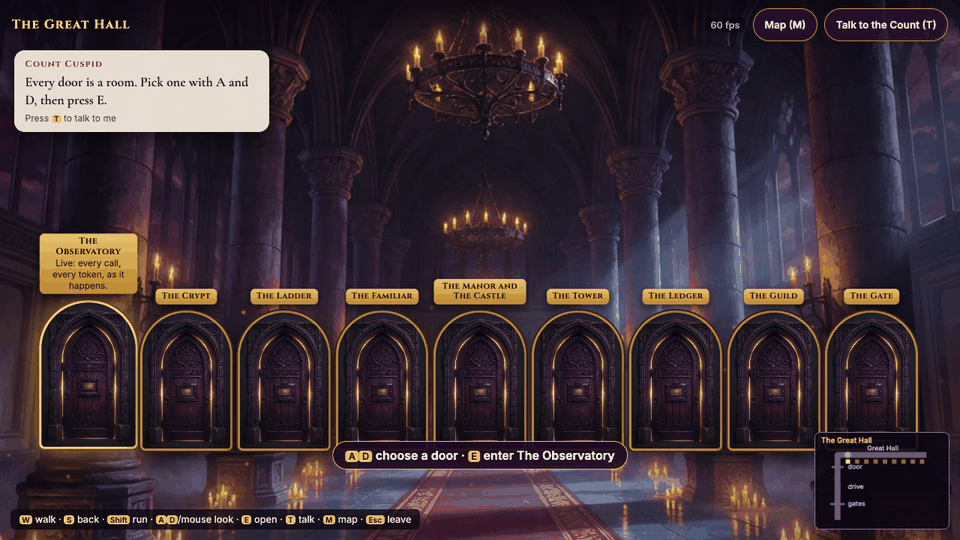 THE GREAT HALL
60 fps
Map (M)
Talk to the Count (T)
COUNT CUSPID
Every door is a room. Pick one with A and
D, then press E.
Press T to talk to me
THE
OBSERVATORY
Live: every call,
every token, as it
happens.
THE CRYPT
THE LADDER
THE FAMILIAR
THE MANOR AND
THE CASTLE
THE TOWER
THE LEDGER
THE GUILD
THE GATE
A D choose a door · E enter The Observatory
The Great Hall
Great Hall
door
drive
gates
W walk · S back · Shift run · A D/mouse look · E open · T talk · M map · Esc leave